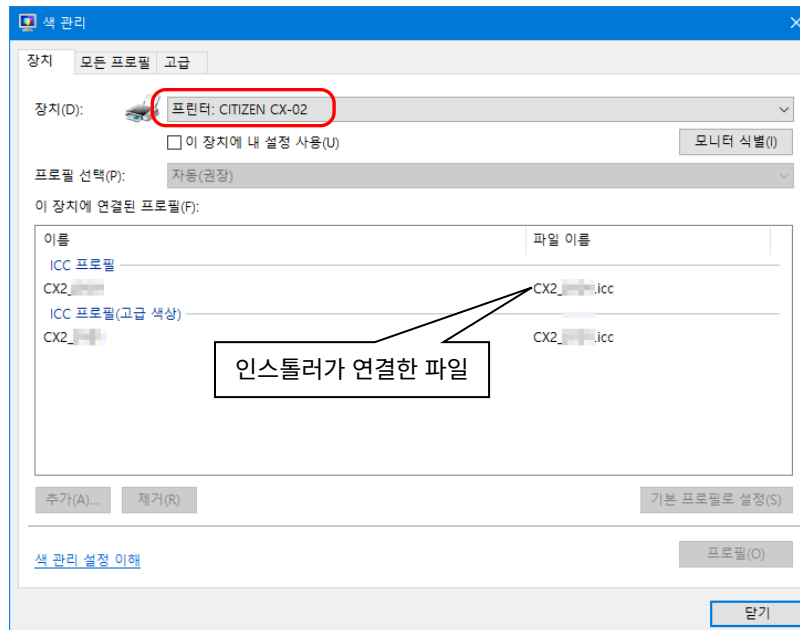 색 관리
장치 모든 프로필 고급
장치(D): 프린터: CITIZEN CX-02
이 장치에 내 설정 사용(U) 모니터 식별(I)
프로필 선택(P): 자동(권장)
이 장치에 연결된 프로필(F):
이름 파일 이름
ICC 프로필
CX2_ CX2_ .icc
ICC 프로필(고급 색상)
CX2_ CX2_ .icc
인스톨러가 연결한 파일
추가(A)... 제거(R) 기본 프로필로 설정(S)
색 관리 설정 이해 프로필(O)
닫기